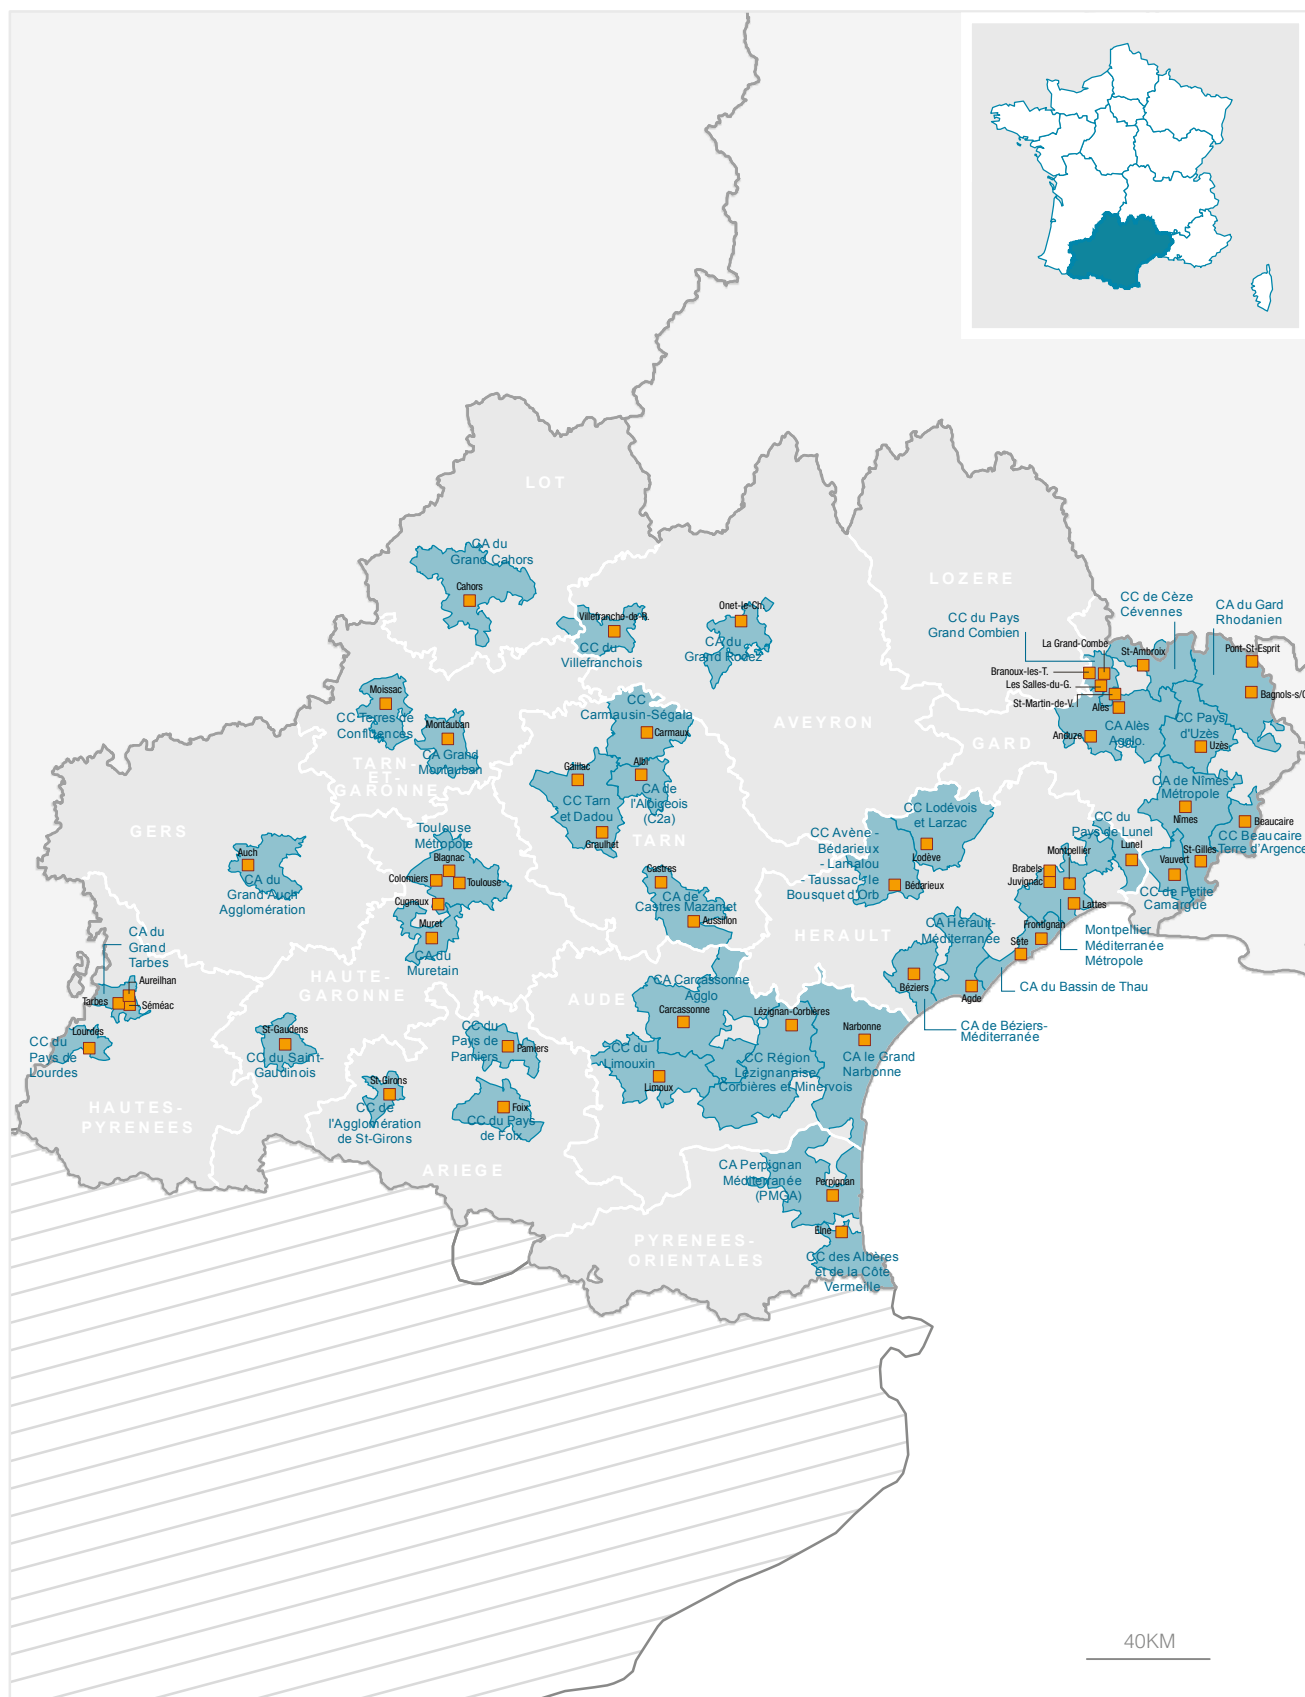 LOT
CA du
Grand Cahors
Cahors
LOZERE
Villefranche-de-R.
CC du
Villefranchois
Onet-le-Ch.
CA du
Grand Rodez
CC du Pays
Grand Combien
CC de Cèze
Cévennes
CA du Gard
Rhodanien
La Grand-Combe
St-Ambroix
Pont-St-Esprit
Branoux-les-T.
Les Salles-du-G.
St-Martin-de-V.
Bagnols-s/C
Alès
Anduze
CA Alès
Agglo.
CC Pays
d'Uzès
Uzès
Moissac
CC Terres de
Confluences
Montauban
CA Grand
Montauban
TARN-
ET-
GARONNE
CC
Carmausin-Ségala
Carmaux
AVEYRON
GARD
Gaillac
Albi
CA de
l'Albigeois
(C2a)
CC Tarn
et Dadou
Graulhet
TARN
CA de Nîmes
Métropole
Nîmes
Beaucaire
CC Beaucaire
Terre d'Argence
GERS
Auch
CA du
Grand Auch
Agglomération
Toulouse
Métropole
Blagnac
Colomiers
Toulouse
Cugnaux
Muret
CA du
Muretain
CC Lodévois
et Larzac
Lodève
CC Avène -
Bédarieux
- Lamalou
- Taussac-le
Bousquet d'Orb
Bédarieux
CC du
Pays de Lunel
Lunel
Montpellier
St-Gilles
Vauvert
CC de Petite
Camargue
Brabels
Juvignac
Lattes
Castres
CA de
Castres Mazamet
Aussillon
HERAULT
CA Hérault-
Méditerranée
Frontignan
Sète
Montpellier
Méditerranée
Métropole
CA du
Grand
Tarbes
Aureilhan
Tarbes
Séméac
HAUTE-
GARONNE
AUDE
CA Carcassonne
Agglo
Carcassonne
Béziers
Agde
CA du Bassin de Thau
CA de Béziers-
Méditerranée
Lourdes
CC du
Pays de
Lourdes
St-Gaudens
CC du Saint-
Gaudinois
CC du
Pays de
Pamiers
Pamiers
CC du
Limouxin
Limoux
Lézignan-Corbières
CC Région
Lézignanaise,
Corbières et Minervois
Narbonne
CA le Grand
Narbonne
HAUTES-
PYRENEES
St-Girons
CC de
l'Agglomération
de St-Girons
Foix
CC du Pays
de Foix
ARIEGE
CA Perpignan
Méditerranée
(PMCA)
Perpignan
Elne
PYRENEES-
ORIENTALES
CC des Albères
et de la Côte
Vermeille
40KM